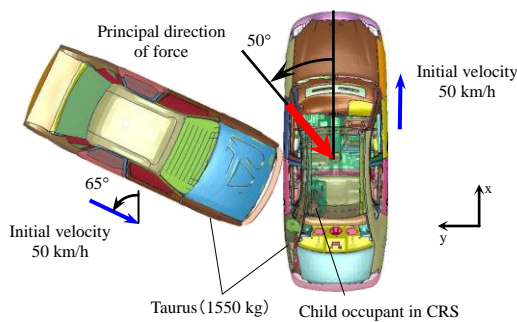 Principal direction
of force
50°
Initial velocity
50 km/h
65°
Initial velocity
50 km/h
x
y
Taurus(1550 kg)
Child occupant in CRS